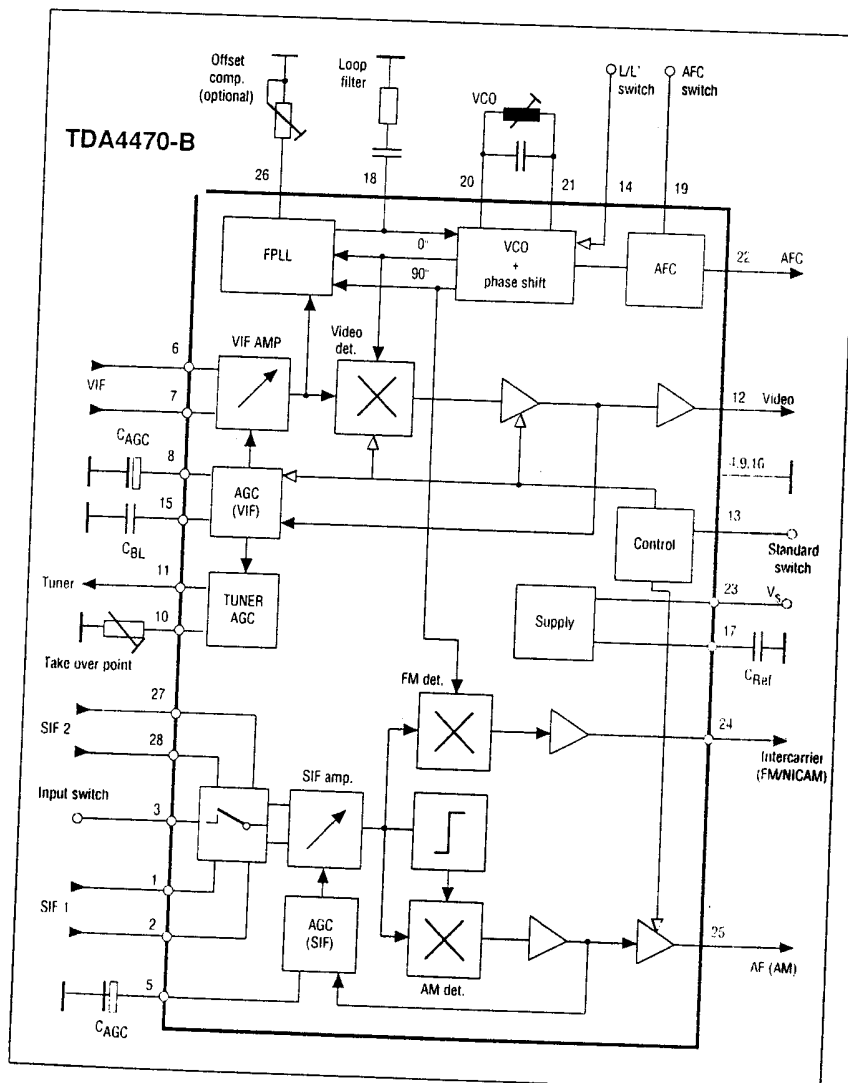 Offset
comp.
(optional)
Loop
filter
VCO
L/L'
switch
AFC
switch
TDA4470-B
26
18
20
21
14
19
FPLL
0°
90°
VCO
+
phase shift
AFC
22
AFC
6
VIF
7
VIF AMP
Video
det.
12
Video
CAGC
8
15
CBL
AGC
(VIF)
4,9,16
Control
13
Standard
switch
Tuner
11
10
Take over point
TUNER
AGC
Supply
23
VS
17
CRef
27
SIF 2
28
FM det.
24
Intercarrier
(FM/NICAM)
Input switch
3
SIF amp.
1
SIF 1
2
AGC
(SIF)
AM det.
25
AF (AM)
5
CAGC